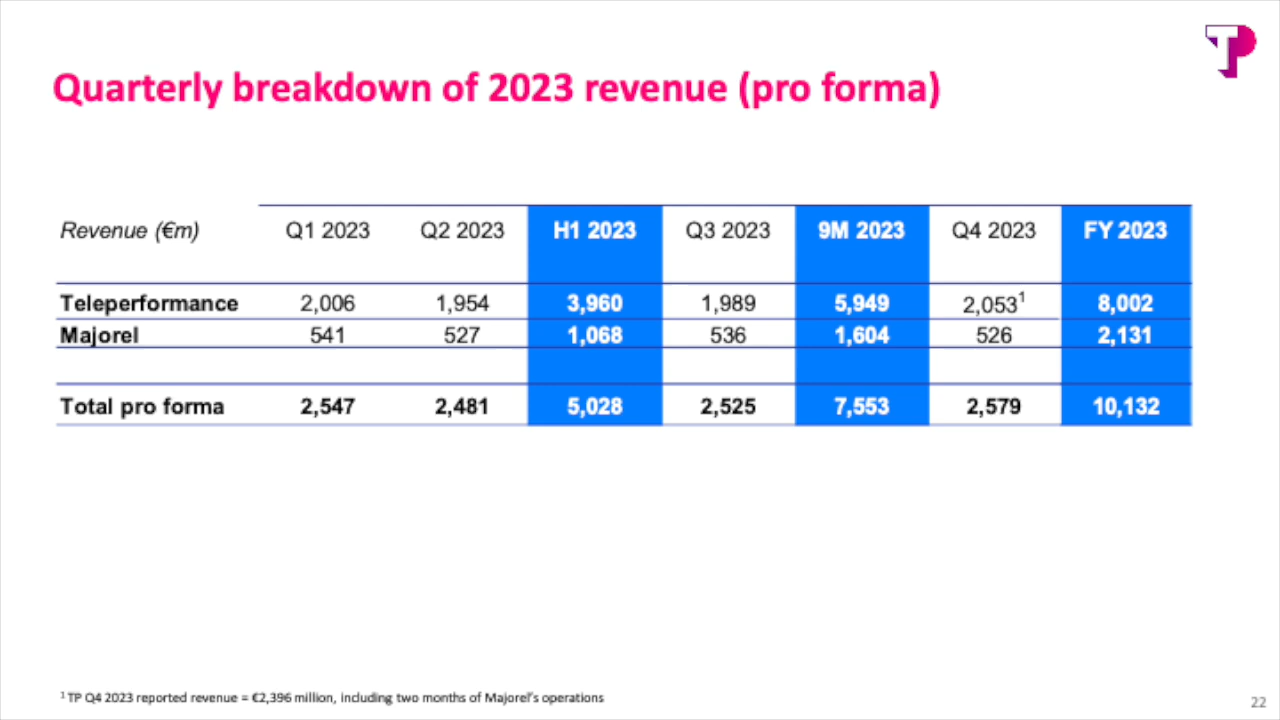 TP
Quarterly breakdown of 2023 revenue (pro forma)
Revenue (€m) Q1 2023 Q2 2023 H1 2023 Q3 2023 9M 2023 Q4 2023 FY 2023
Teleperformance 2,006 1,954 3,960 1,989 5,949 2,053¹ 8,002
Majorel 541 527 1,068 536 1,604 526 2,131
Total pro forma 2,547 2,481 5,028 2,525 7,553 2,579 10,132
¹ TP Q4 2023 reported revenue = €2,396 million, including two months of Majorel's operations
22